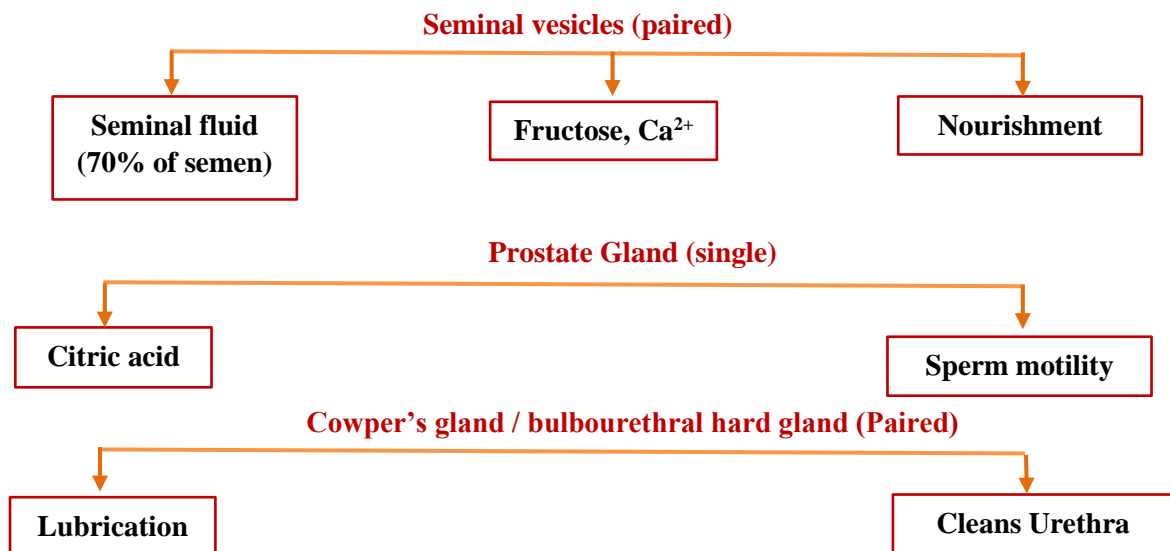 Seminal vesicles (paired)
Seminal fluid
(70% of semen)
Fructose, Ca²⁺
Nourishment
Prostate Gland (single)
Citric acid
Sperm motility
Cowper’s gland / bulbourethral hard gland (Paired)
Lubrication
Cleans Urethra